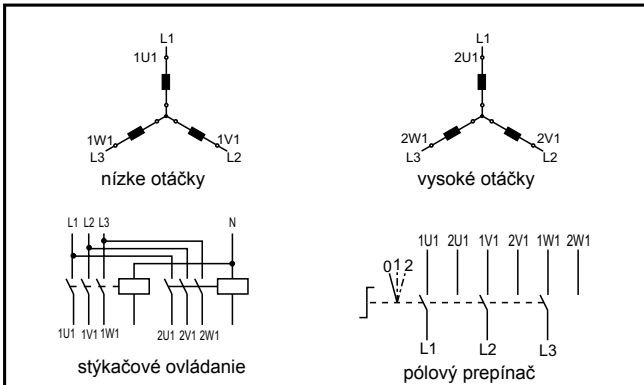 L1
1U1
1W1
1V1
L3
L2
nízke otáčky
L1
2U1
2W1
2V1
L3
L2
vysoké otáčky
L1 L2 L3 N
1U1 1V1 1W1 2U1 2V1 2W1
stýkačové ovládanie
1U1 2U1 1V1 2V1 1W1 2W1
0 1 2
L1 L2 L3
pólový prepínač